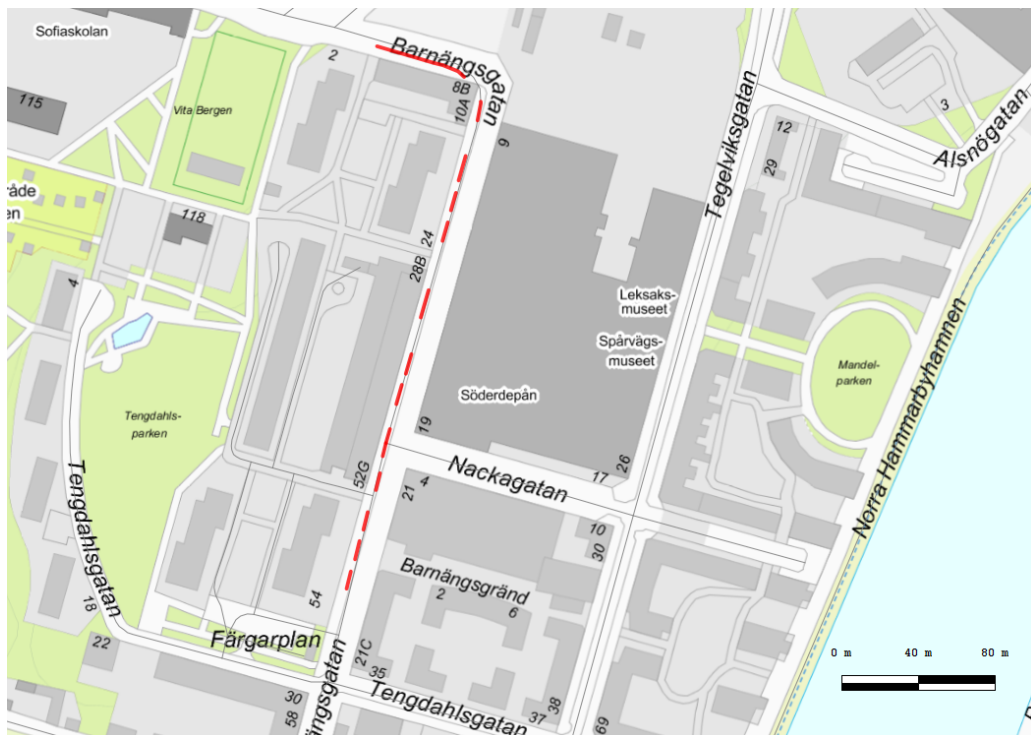 Sofiaskolan
115
Vita Bergen
2
Barnängsgatan
8B
10A
9
12
3
Alsnögatan
29
Tegelviksgatan
råde
en
118
24
28B
4
Leksaks-
museet
Spårvägs-
museet
Mandel-
parken
Norra Hammarbyhamnen
Söderdepån
Tengdahls-
parken
19
52G
21
4
Nackagatan
17
26
10
30
Tengdahlsgatan
18
22
Färgarplan
54
Barnängsgränd
2
6
21C
35
30
58
ängsgatan
Tengdahlsgatan
37
38
69
0 m
40 m
80 m